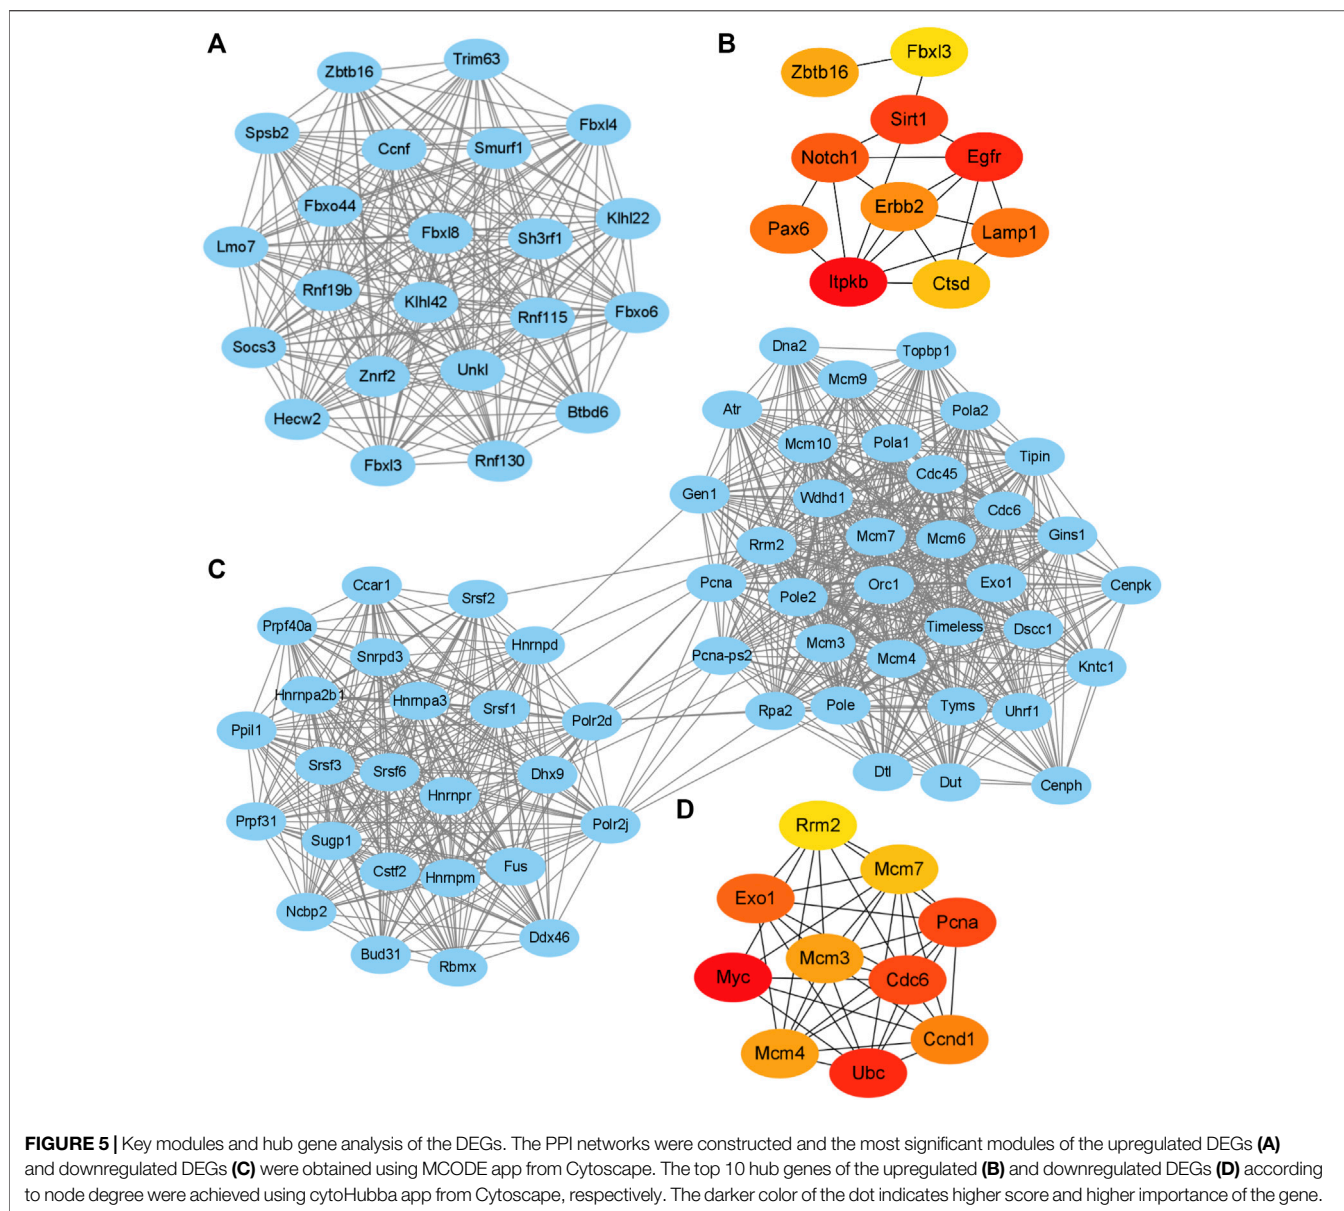 A
Zbtb16
Trim63
Spsb2
Ccnf
Smurf1
Fbxl4
Fbxo44
Fbxl8
Sh3rf1
Klhl22
Lmo7
Rnf19b
Klhl42
Rnf115
Fbxo6
Socs3
Znrf2
Unkl
Hecw2
Btbd6
Fbxl3
Rnf130
B
Fbxl3
Zbtb16
Sirt1
Notch1
Egfr
Erbb2
Pax6
Lamp1
Itpkb
Ctsd
C
Dna2
Topbp1
Mcm9
Atr
Pola2
Mcm10
Pola1
Tipin
Cdc45
Gen1
Wdhd1
Cdc6
Rrm2
Mcm7
Mcm6
Gins1
Pcna
Pole2
Orc1
Exo1
Cenpk
Timeless
Dscc1
Pcna-ps2
Mcm3
Mcm4
Kntc1
Rpa2
Pole
Tyms
Uhrf1
Dtl
Dut
Cenph
Ccar1
Srsf2
Prpf40a
Snrpd3
Hnrnpd
Hnrnpa2b1
Hnrnpa3
Srsf1
Ppil1
Polr2d
Srsf3
Srsf6
Dhx9
Hnrnpr
Prpf31
Polr2j
Sugp1
Cstf2
Hnrnpm
Fus
Ncbp2
Ddx46
Bud31
Rbmx
D
Rrm2
Mcm7
Exo1
Pcna
Mcm3
Myc
Cdc6
Mcm4
Ccnd1
Ubc
FIGURE 5 | Key modules and hub gene analysis of the DEGs. The PPI networks were constructed and the most significant modules of the upregulated DEGs (A)
and downregulated DEGs (C) were obtained using MCODE app from Cytoscape. The top 10 hub genes of the upregulated (B) and downregulated DEGs (D) according
to node degree were achieved using cytoHubba app from Cytoscape, respectively. The darker color of the dot indicates higher score and higher importance of the gene.